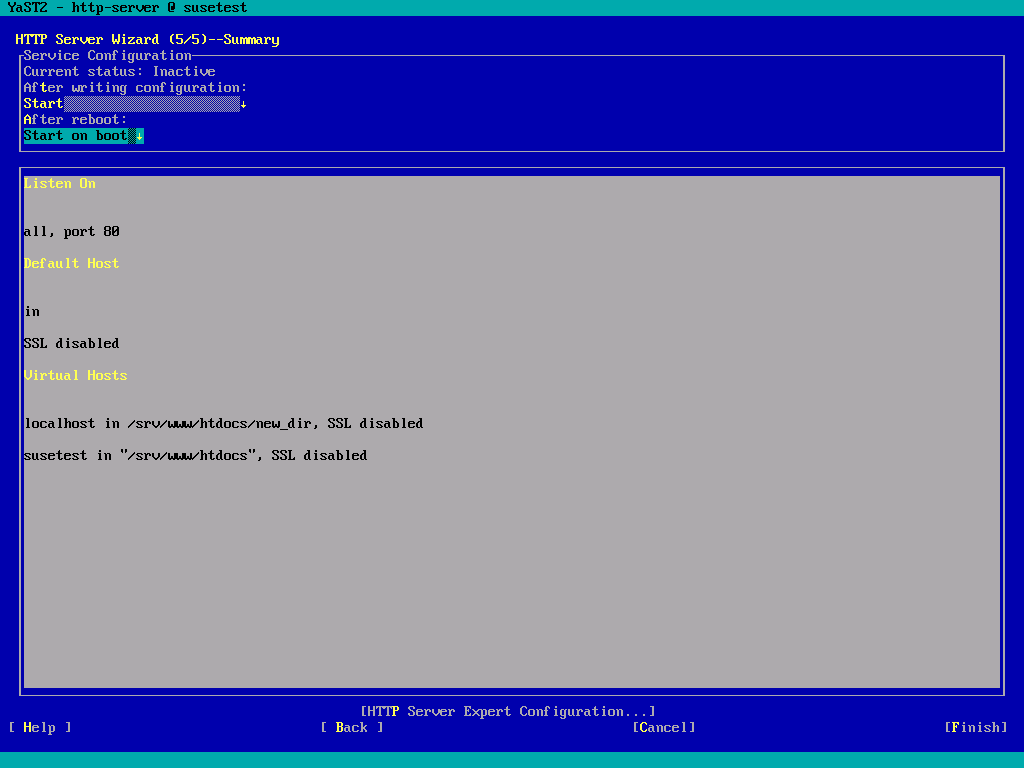 YaST2 - http-server @ susetest
HTTP Server Wizard (5/5)--Summary
Service Configuration
Current status: Inactive
After writing configuration:
Start
After reboot:
Start on boot
Listen On
all, port 80
Default Host
in
SSL disabled
Virtual Hosts
localhost in /srv/www/htdocs/new_dir, SSL disabled
susetest in "/srv/www/htdocs", SSL disabled
[HTTP Server Expert Configuration...]
[ Help ] [ Back ] [Cancel] [Finish]